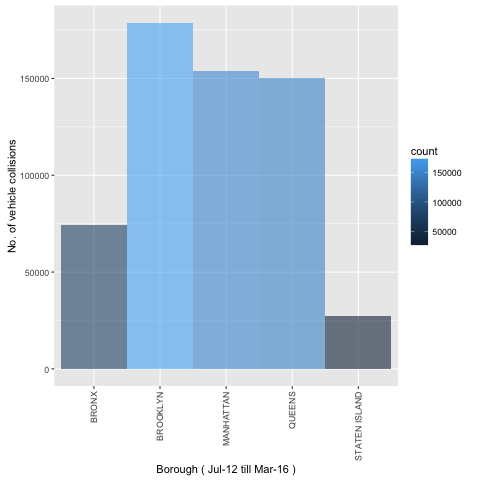 No. of vehicle collisions
150000
100000
50000
0
BRONX
BROOKLYN
MANHATTAN
QUEENS
STATEN ISLAND
Borough ( Jul-12 till Mar-16 )
count
150000
100000
50000